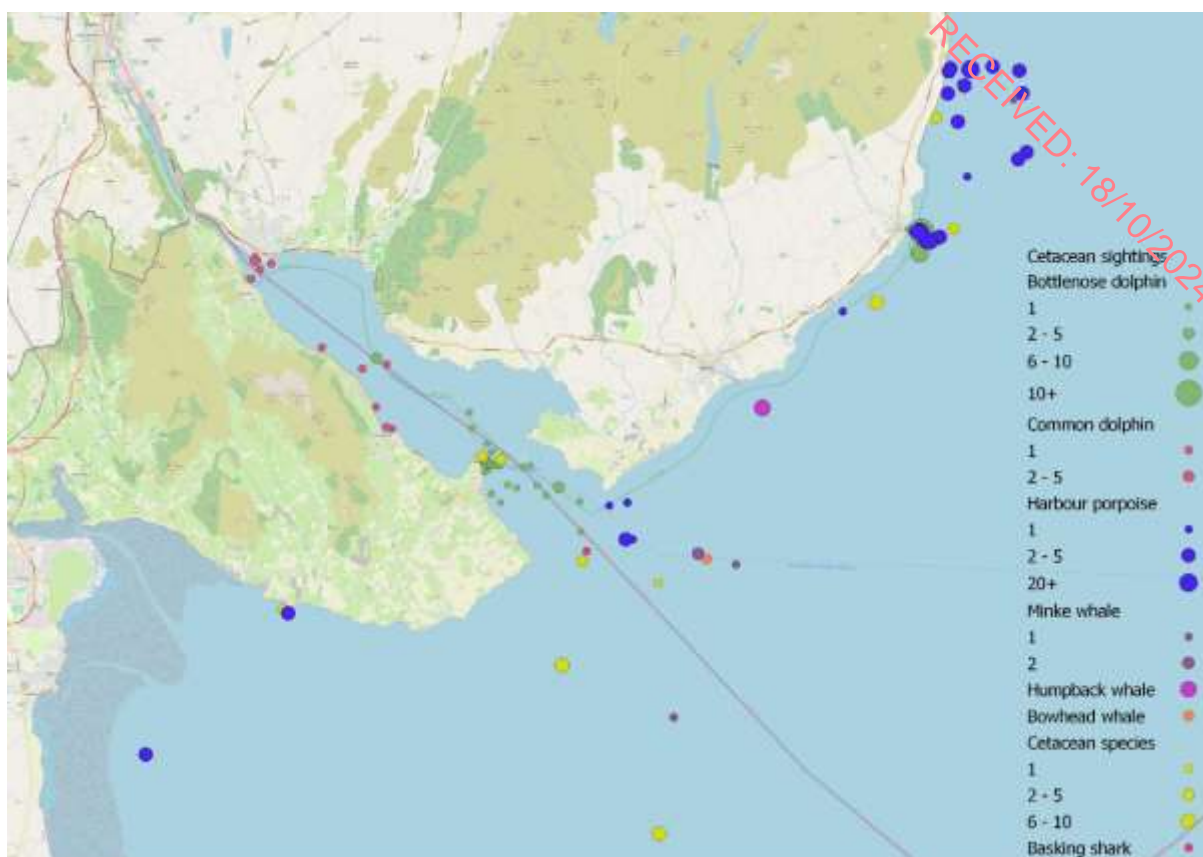 RECEIVED: 18/10/2024
Cetacean sightings
Bottlenose dolphin
1
2 - 5
6 - 10
10+
Common dolphin
1
2 - 5
Harbour porpoise
1
2 - 5
20+
Minke whale
1
2
Humpback whale
Bowhead whale
Cetacean species
1
2 - 5
6 - 10
Basking shark